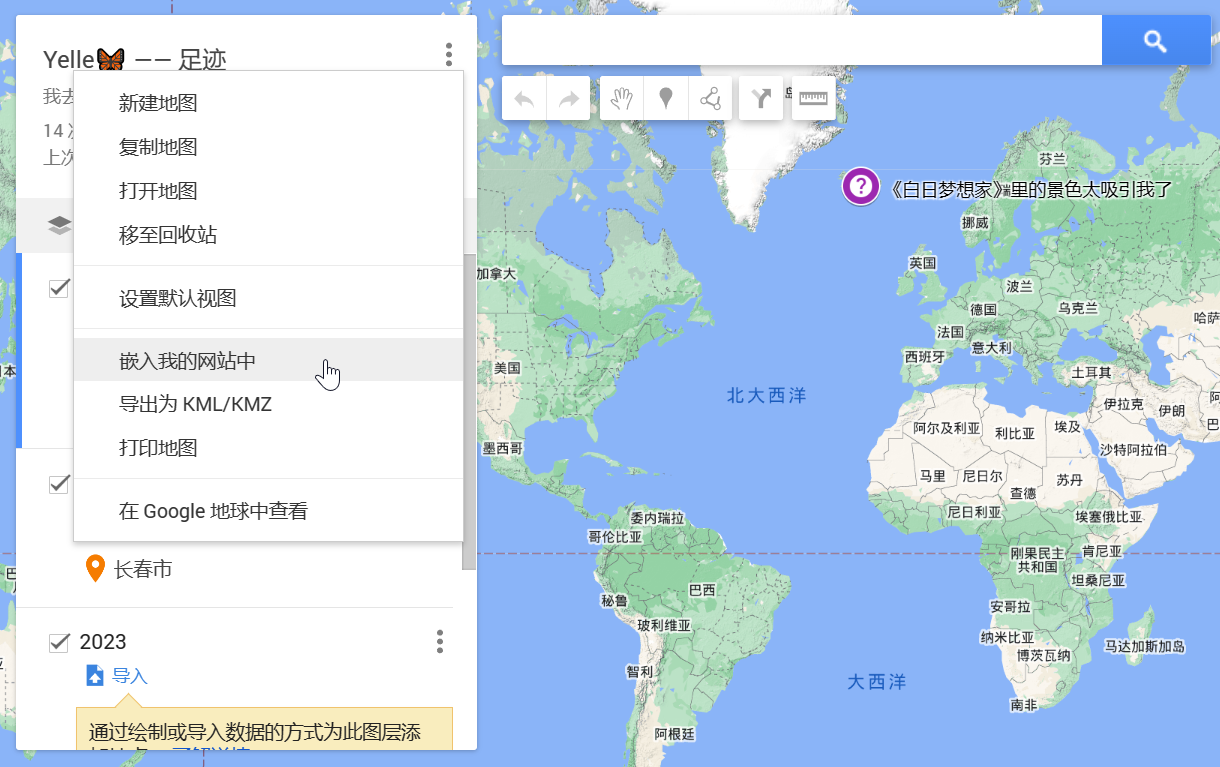 Yelle🦋 —— 足迹
我去
14 次
上次
新建地图
复制地图
打开地图
移至回收站
设置默认视图
嵌入我的网站中
导出为 KML/KMZ
打印地图
在 Google 地球中查看
长春市
2023
导入
通过绘制或导入数据的方式为此图层添
了解详情
岛
《白日梦想家》里的景色太吸引我了
芬兰
挪威
加拿大
英国
波兰
德国
乌克兰
哈萨
法国
意大利
西班牙
土耳其
美国
北大西洋
伊拉克
伊朗
阿尔及利亚
利比亚
埃及
墨西哥
沙特阿拉伯
马里
尼日尔
苏丹
查德
尼日利亚
埃塞俄比亚
委内瑞拉
哥伦比亚
刚果民主
共和国
肯尼亚
坦桑尼亚
巴西
秘鲁
安哥拉
玻利维亚
纳米比亚
博茨瓦纳
马达加斯加岛
智利
大西洋
南非
阿根廷